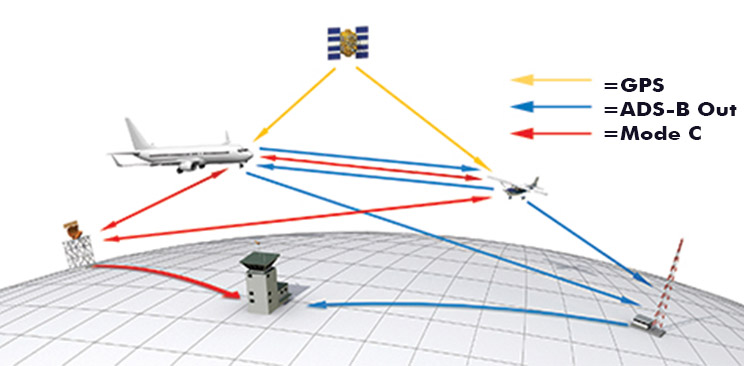 =GPS
=ADS-B Out
=Mode C